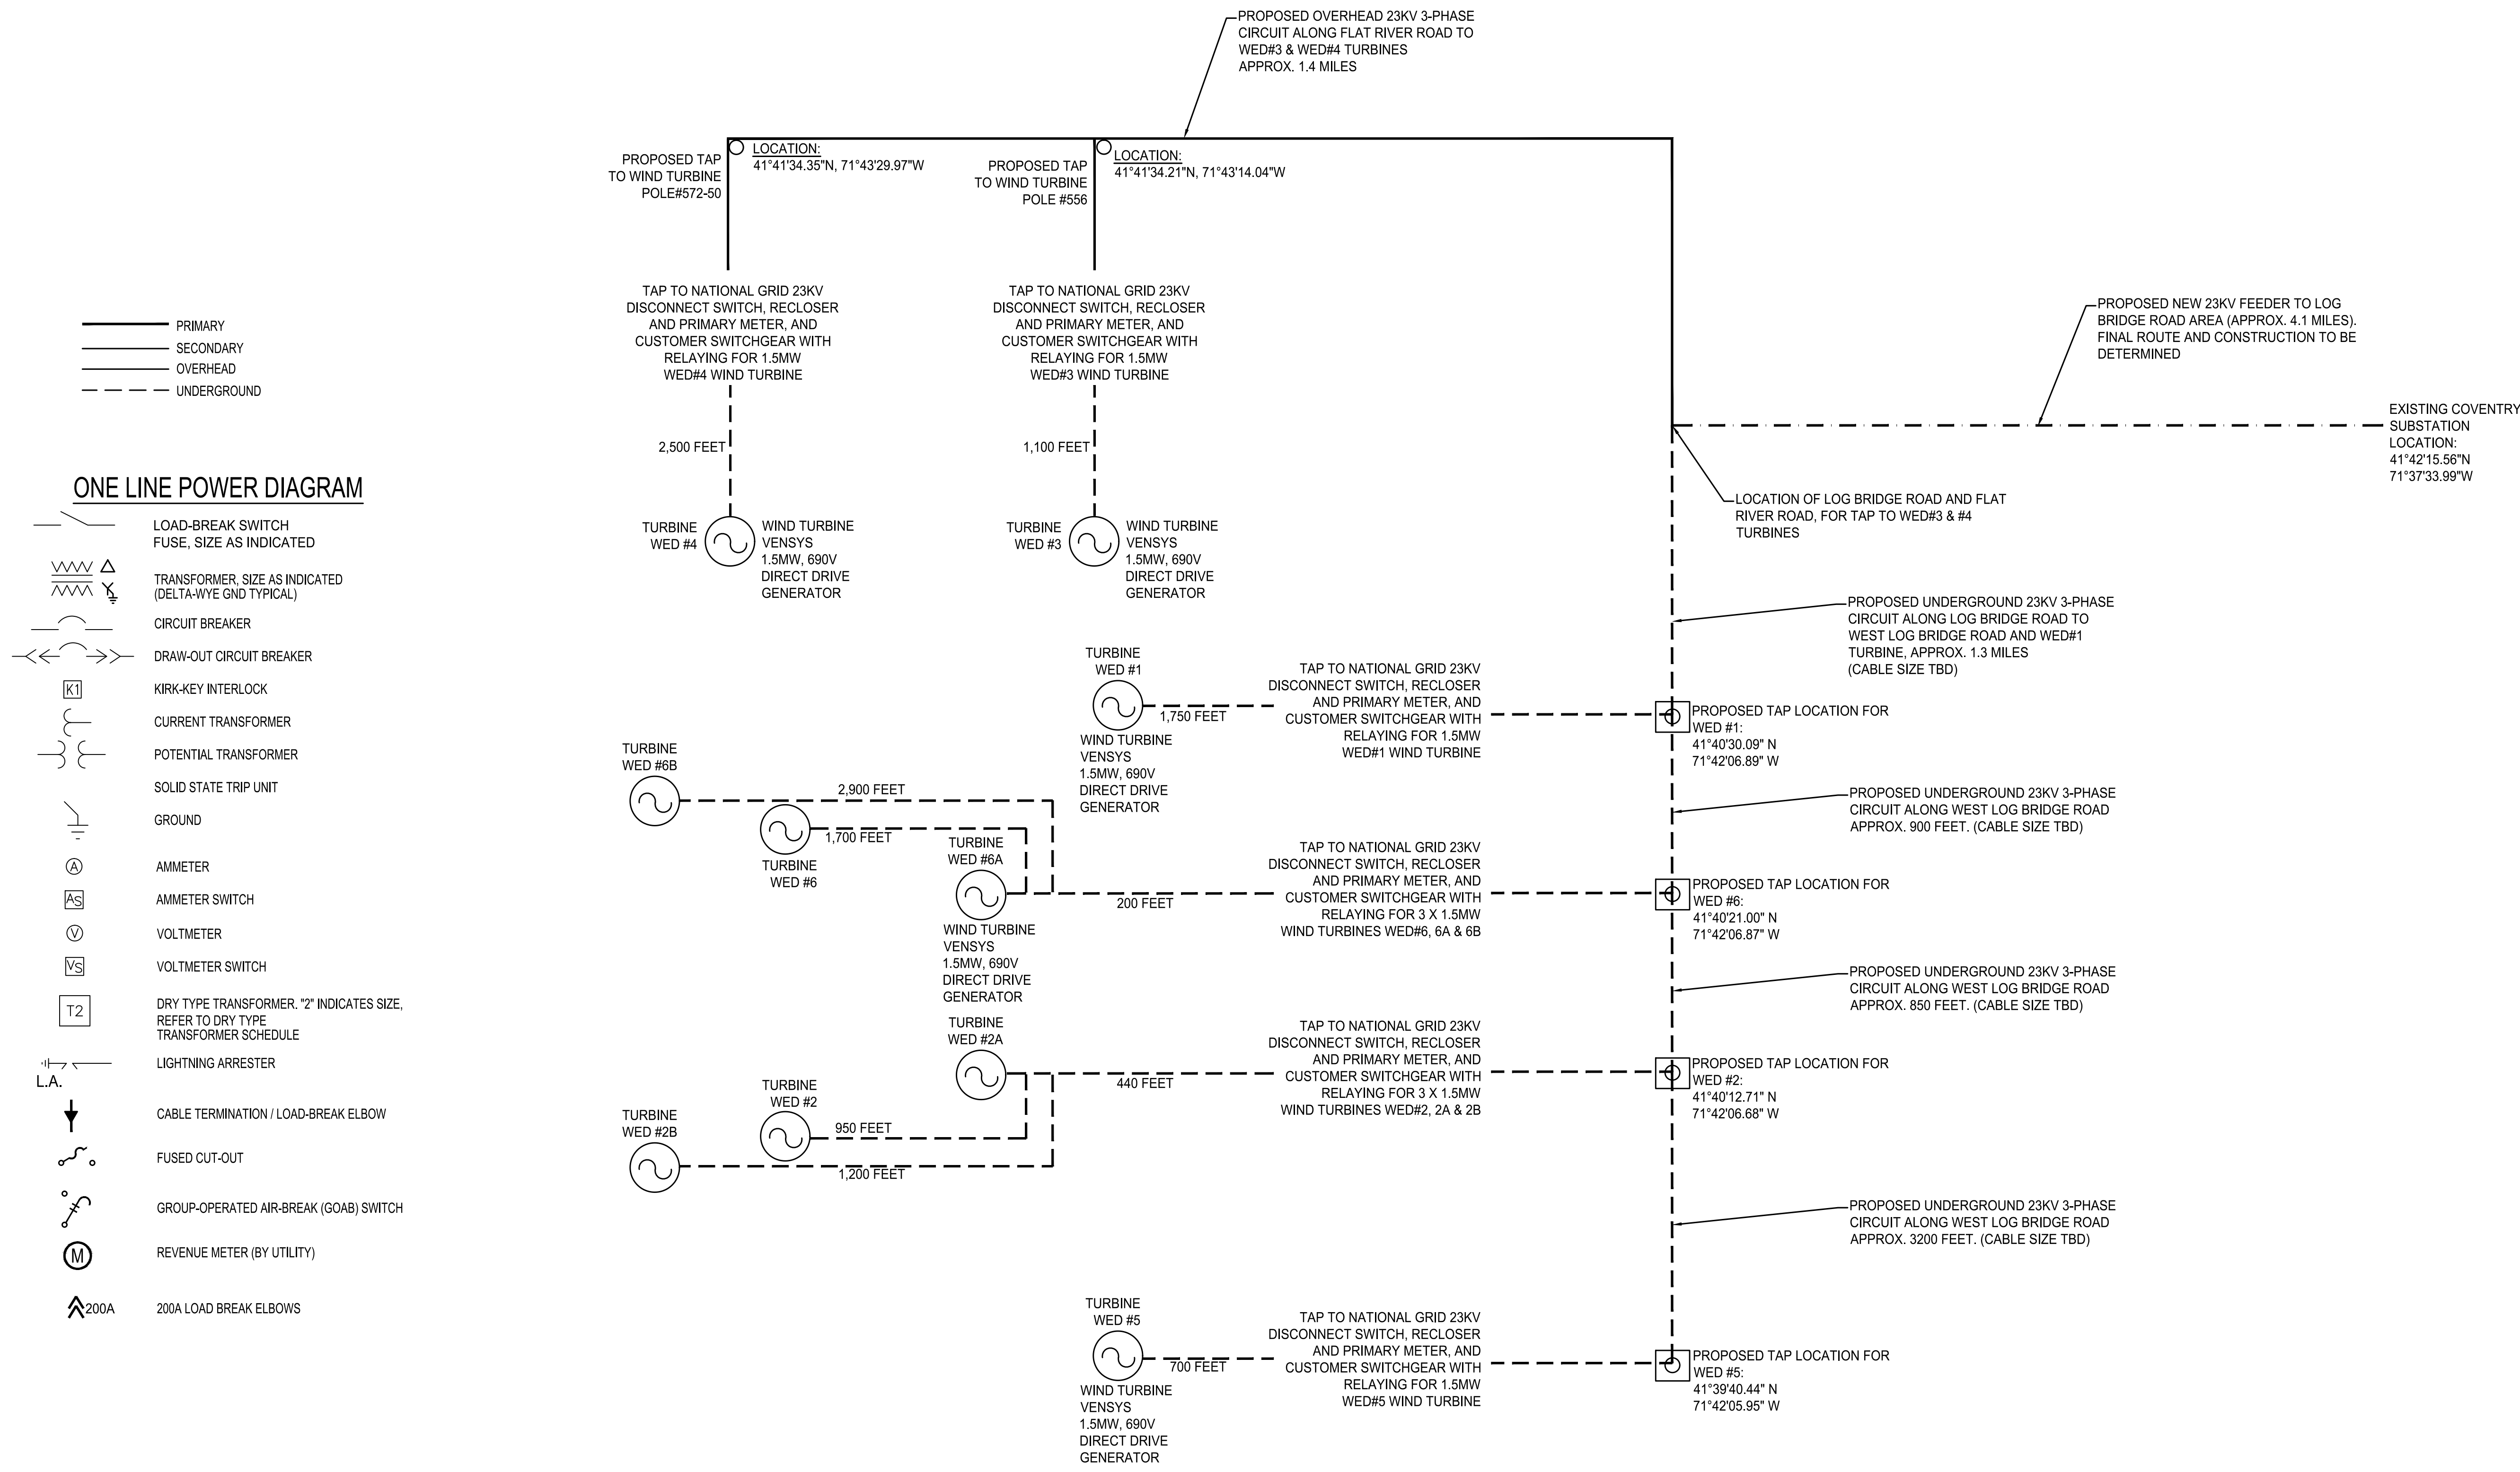 PROPOSED OVERHEAD 23KV 3-PHASE
CIRCUIT ALONG FLAT RIVER ROAD TO
WED#3 & WED#4 TURBINES
APPROX. 1.4 MILES
PROPOSED TAP
TO WIND TURBINE
POLE#572-50
LOCATION:
41°41'34.35"N, 71°43'29.97"W
PROPOSED TAP
TO WIND TURBINE
POLE #556
LOCATION:
41°41'34.21"N, 71°43'14.04"W
TAP TO NATIONAL GRID 23KV
DISCONNECT SWITCH, RECLOSER
AND PRIMARY METER, AND
CUSTOMER SWITCHGEAR WITH
RELAYING FOR 1.5MW
WED#4 WIND TURBINE
TAP TO NATIONAL GRID 23KV
DISCONNECT SWITCH, RECLOSER
AND PRIMARY METER, AND
CUSTOMER SWITCHGEAR WITH
RELAYING FOR 1.5MW
WED#3 WIND TURBINE
PROPOSED NEW 23KV FEEDER TO LOG
BRIDGE ROAD AREA (APPROX. 4.1 MILES).
FINAL ROUTE AND CONSTRUCTION TO BE
DETERMINED
EXISTING COVENTRY
SUBSTATION
LOCATION:
41°42'15.56"N
71°37'33.99"W
PRIMARY
SECONDARY
OVERHEAD
UNDERGROUND
2,500 FEET
1,100 FEET
LOCATION OF LOG BRIDGE ROAD AND FLAT
RIVER ROAD, FOR TAP TO WED#3 & #4
TURBINES
TURBINE
WED #4
WIND TURBINE
VENSYS
1.5MW, 690V
DIRECT DRIVE
GENERATOR
TURBINE
WED #3
WIND TURBINE
VENSYS
1.5MW, 690V
DIRECT DRIVE
GENERATOR
ONE LINE POWER DIAGRAM
LOAD-BREAK SWITCH
FUSE, SIZE AS INDICATED
TRANSFORMER, SIZE AS INDICATED
(DELTA-WYE GND TYPICAL)
CIRCUIT BREAKER
DRAW-OUT CIRCUIT BREAKER
K1
KIRK-KEY INTERLOCK
CURRENT TRANSFORMER
POTENTIAL TRANSFORMER
SOLID STATE TRIP UNIT
GROUND
A
AMMETER
AS
AMMETER SWITCH
V
VOLTMETER
VS
VOLTMETER SWITCH
T2
DRY TYPE TRANSFORMER. "2" INDICATES SIZE,
REFER TO DRY TYPE
TRANSFORMER SCHEDULE
L.A.
LIGHTNING ARRESTER
CABLE TERMINATION / LOAD-BREAK ELBOW
FUSED CUT-OUT
GROUP-OPERATED AIR-BREAK (GOAB) SWITCH
M
REVENUE METER (BY UTILITY)
200A
200A LOAD BREAK ELBOWS
PROPOSED UNDERGROUND 23KV 3-PHASE
CIRCUIT ALONG LOG BRIDGE ROAD TO
WEST LOG BRIDGE ROAD AND WED#1
TURBINE, APPROX. 1.3 MILES
(CABLE SIZE TBD)
TURBINE
WED #1
1,750 FEET
WIND TURBINE
VENSYS
1.5MW, 690V
DIRECT DRIVE
GENERATOR
TAP TO NATIONAL GRID 23KV
DISCONNECT SWITCH, RECLOSER
AND PRIMARY METER, AND
CUSTOMER SWITCHGEAR WITH
RELAYING FOR 1.5MW
WED#1 WIND TURBINE
PROPOSED TAP LOCATION FOR
WED #1:
41°40'30.09" N
71°42'06.89" W
PROPOSED UNDERGROUND 23KV 3-PHASE
CIRCUIT ALONG WEST LOG BRIDGE ROAD
APPROX. 900 FEET. (CABLE SIZE TBD)
TURBINE
WED #6B
2,900 FEET
1,700 FEET
TURBINE
WED #6
TURBINE
WED #6A
200 FEET
WIND TURBINE
VENSYS
1.5MW, 690V
DIRECT DRIVE
GENERATOR
TAP TO NATIONAL GRID 23KV
DISCONNECT SWITCH, RECLOSER
AND PRIMARY METER, AND
CUSTOMER SWITCHGEAR WITH
RELAYING FOR 3 X 1.5MW
WIND TURBINES WED#6, 6A & 6B
PROPOSED TAP LOCATION FOR
WED #6:
41°40'21.00" N
71°42'06.87" W
PROPOSED UNDERGROUND 23KV 3-PHASE
CIRCUIT ALONG WEST LOG BRIDGE ROAD
APPROX. 850 FEET. (CABLE SIZE TBD)
TURBINE
WED #2A
440 FEET
TURBINE
WED #2
950 FEET
TURBINE
WED #2B
1,200 FEET
TAP TO NATIONAL GRID 23KV
DISCONNECT SWITCH, RECLOSER
AND PRIMARY METER, AND
CUSTOMER SWITCHGEAR WITH
RELAYING FOR 3 X 1.5MW
WIND TURBINES WED#2, 2A & 2B
PROPOSED TAP LOCATION FOR
WED #2:
41°40'12.71" N
71°42'06.68" W
PROPOSED UNDERGROUND 23KV 3-PHASE
CIRCUIT ALONG WEST LOG BRIDGE ROAD
APPROX. 3200 FEET. (CABLE SIZE TBD)
TURBINE
WED #5
700 FEET
WIND TURBINE
VENSYS
1.5MW, 690V
DIRECT DRIVE
GENERATOR
TAP TO NATIONAL GRID 23KV
DISCONNECT SWITCH, RECLOSER
AND PRIMARY METER, AND
CUSTOMER SWITCHGEAR WITH
RELAYING FOR 1.5MW
WED#5 WIND TURBINE
PROPOSED TAP LOCATION FOR
WED #5:
41°39'40.44" N
71°42'05.95" W